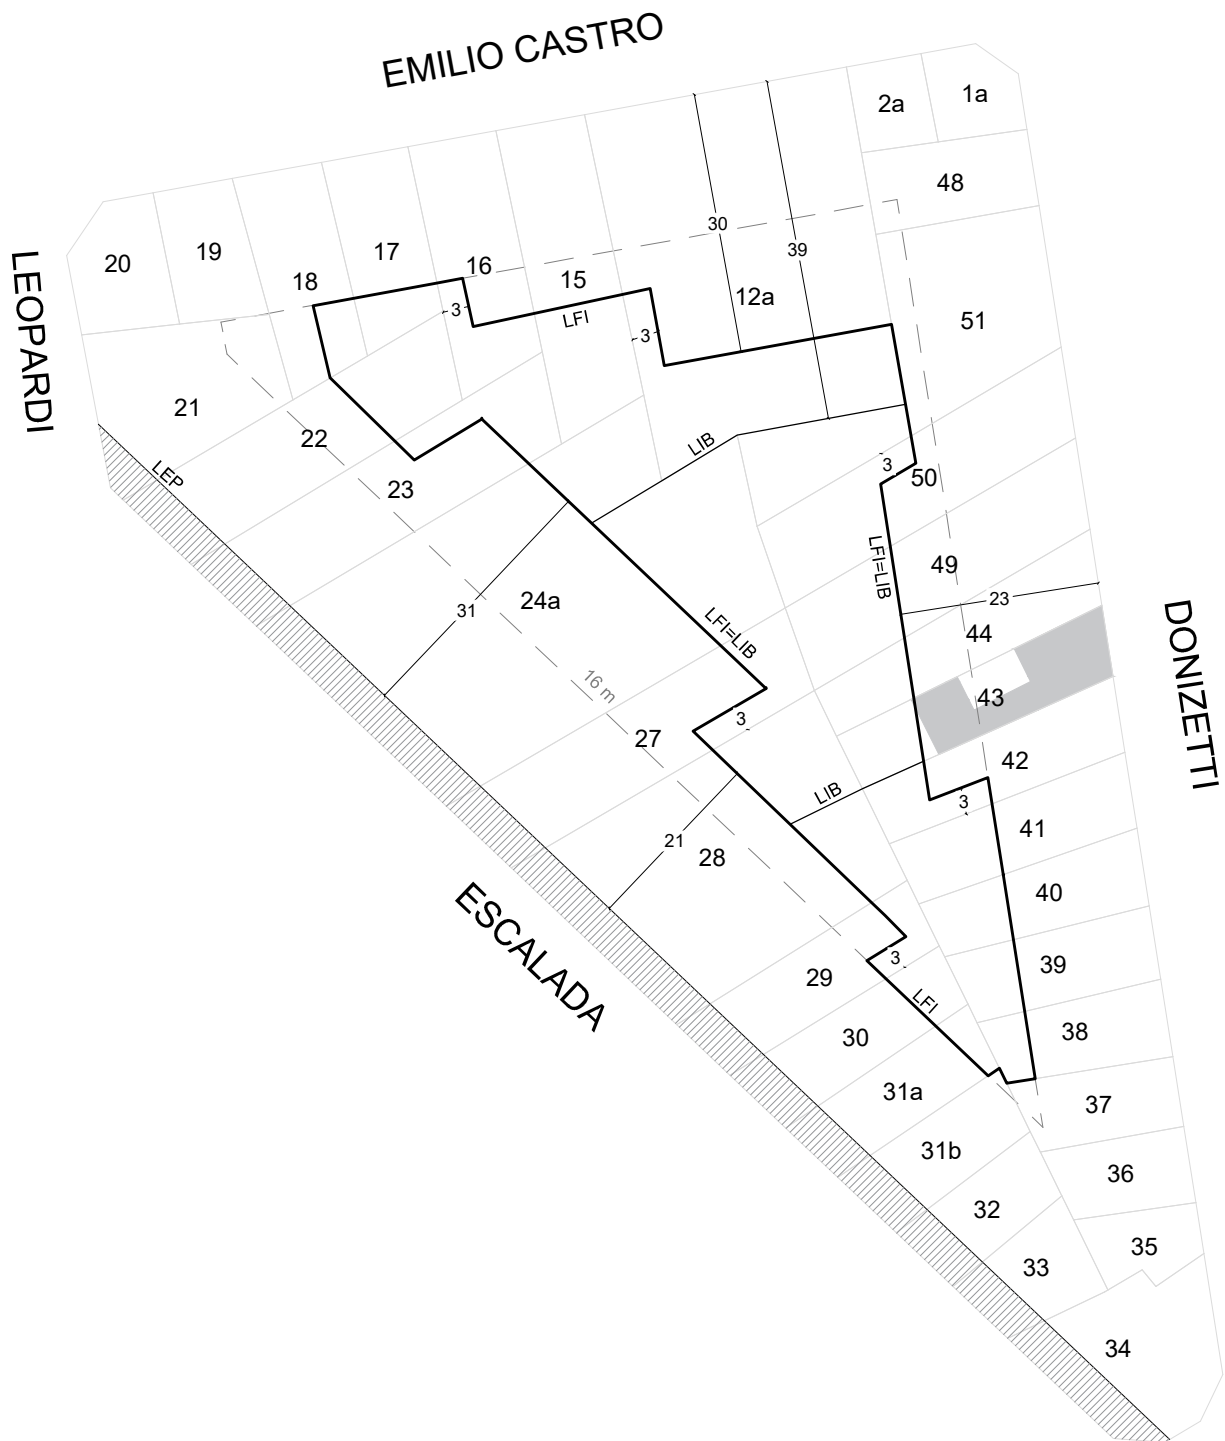 EMILIO CASTRO
1a
2a
48
30
39
20
19
18
17
16
15
12a
51
LEOPARDI
3
LFI
3
21
22
LIB
LEP
23
3
50
LFI=LIB
49
31
24a
23
LFI=LIB
44
DONIZETTI
16 m
43
3
27
42
LIB
3
41
21
28
40
ESCALADA
3
39
29
LFI
30
38
31a
37
31b
36
32
35
33
34